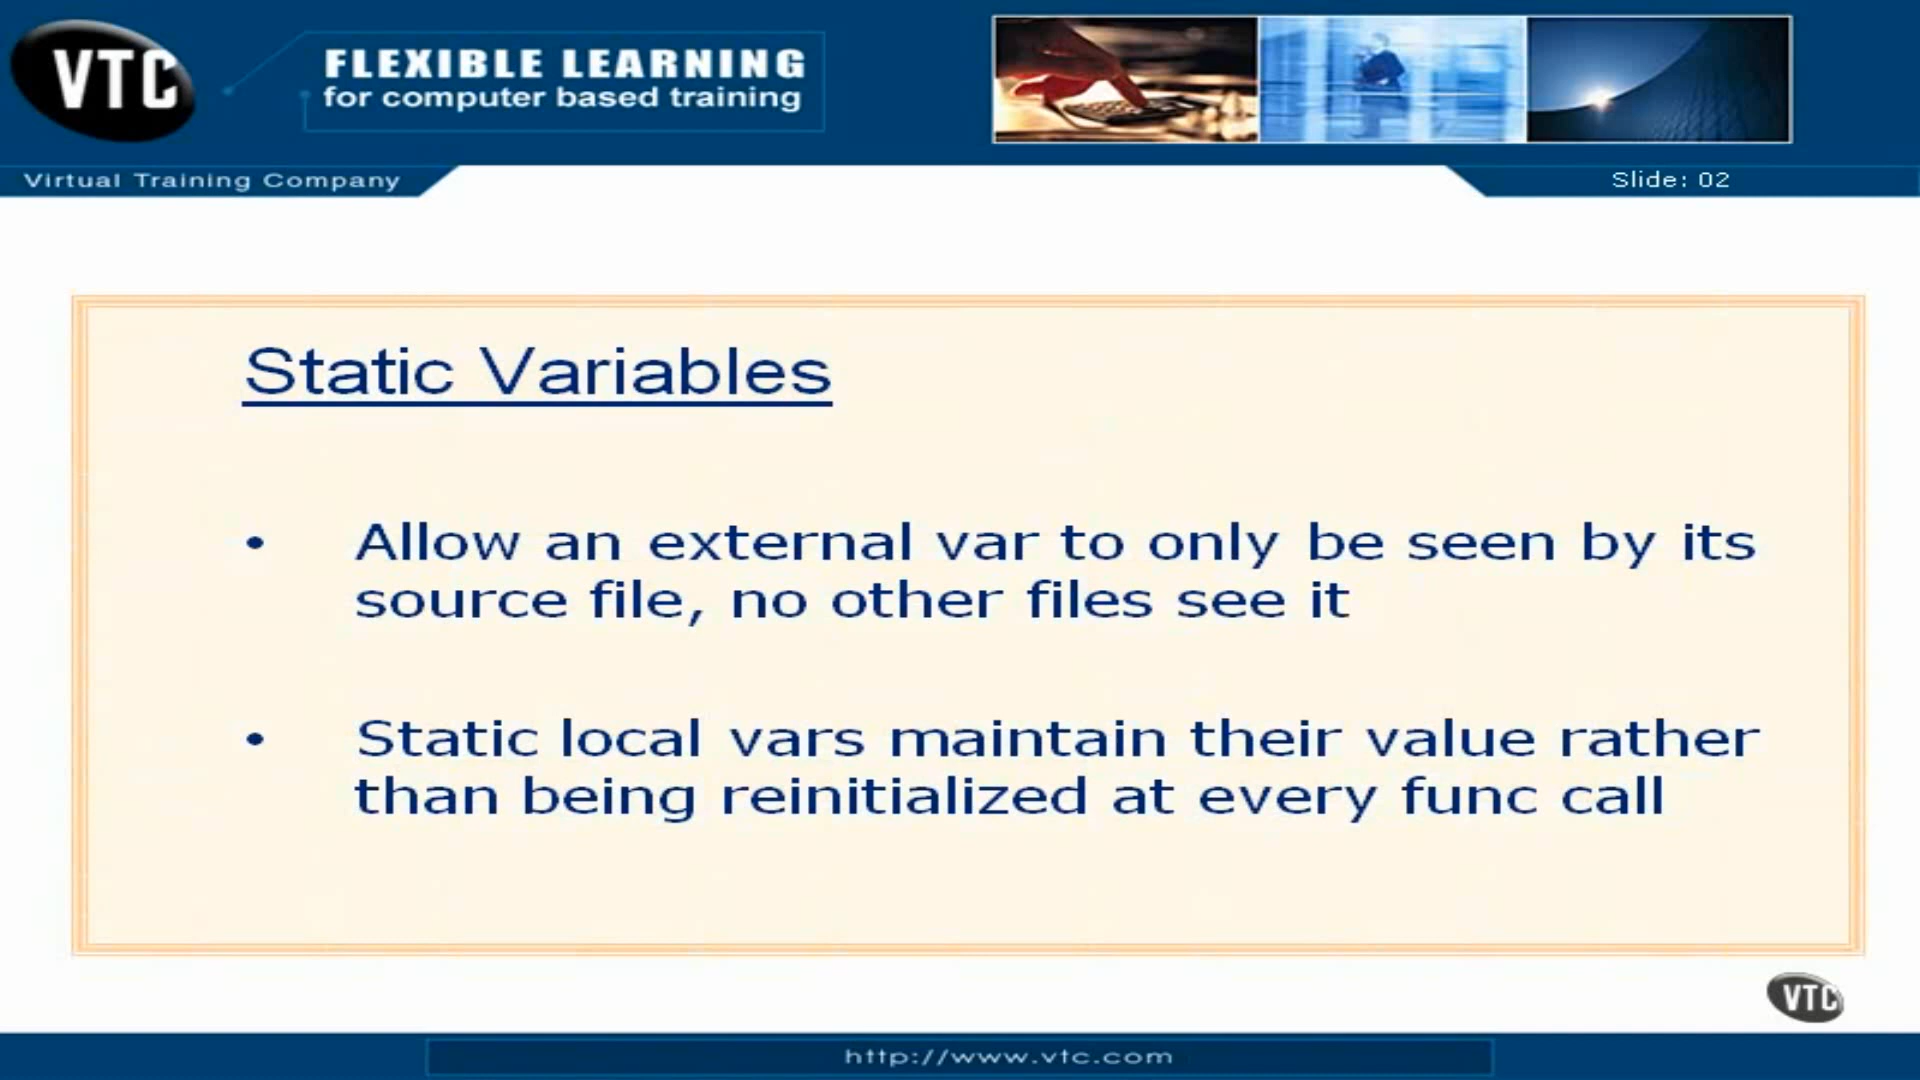 VTC
FLEXIBLE LEARNING
for computer based training
Virtual Training Company
Slide: 02
Static Variables
• Allow an external var to only be seen by its
source file, no other files see it
• Static local vars maintain their value rather
than being reinitialized at every func call
VTC
http://www.vtc.com